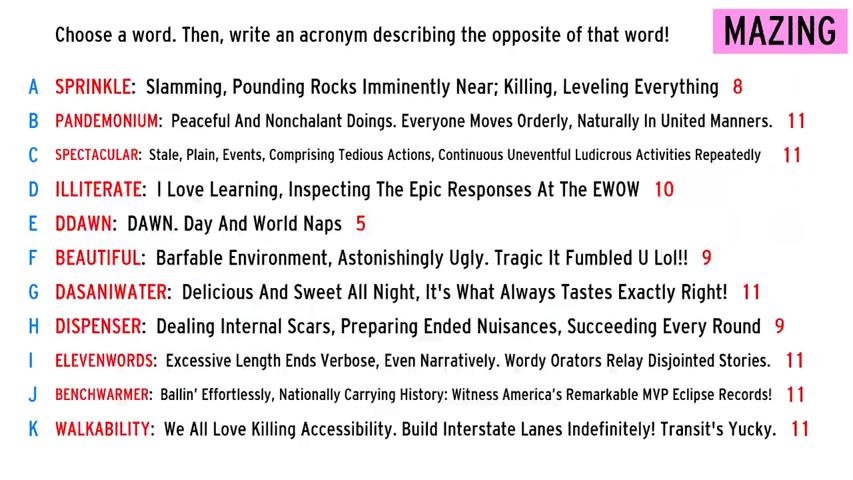 Choose a word. Then, write an acronym describing the opposite of that word!
MAZING
A SPRINKLE: Slamming, Pounding Rocks Imminently Near; Killing, Leveling Everything 8
B PANDEMONIUM: Peaceful And Nonchalant Doings. Everyone Moves Orderly, Naturally In United Manners. 11
C SPECTACULAR: Stale, Plain, Events, Comprising Tedious Actions, Continuous Uneventful Ludicrous Activities Repeatedly 11
D ILLITERATE: I Love Learning, Inspecting The Epic Responses At The EWOW 10
E DDAWN: DAWN. Day And World Naps 5
F BEAUTIFUL: Barfable Environment, Astonishingly Ugly. Tragic It Fumbled U Lol!! 9
G DASANIWATER: Delicious And Sweet All Night, It's What Always Tastes Exactly Right! 11
H DISPENSER: Dealing Internal Scars, Preparing Ended Nuisances, Succeeding Every Round 9
I ELEVENWORDS: Excessive Length Ends Verbose, Even Narratively. Wordy Orators Relay Disjointed Stories. 11
J BENCHWARMER: Ballin' Effortlessly, Nationally Carrying History: Witness America's Remarkable MVP Eclipse Records! 11
K WALKABILITY: We All Love Killing Accessibility. Build Interstate Lanes Indefinitely! Transit's Yucky. 11